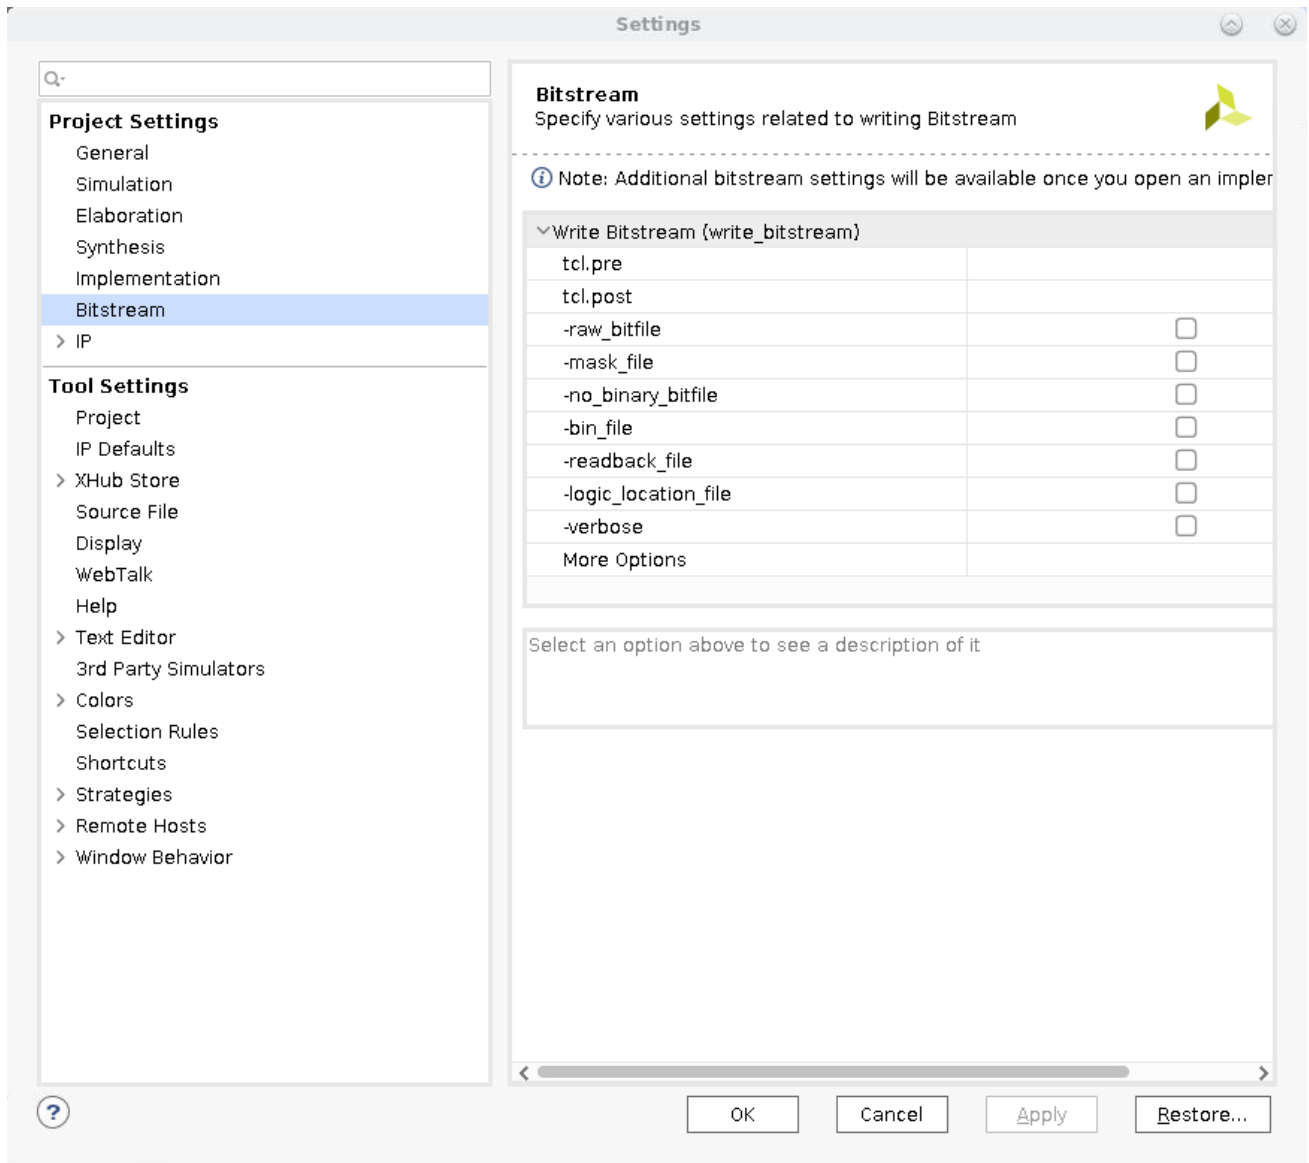 Settings
Project Settings
General
Simulation
Elaboration
Synthesis
Implementation
Bitstream
IP
Tool Settings
Project
IP Defaults
XHub Store
Source File
Display
WebTalk
Help
Text Editor
3rd Party Simulators
Colors
Selection Rules
Shortcuts
Strategies
Remote Hosts
Window Behavior
Bitstream
Specify various settings related to writing Bitstream
Note: Additional bitstream settings will be available once you open an impler
Write Bitstream (write_bitstream)
tcl.pre
tcl.post
-raw_bitfile
-mask_file
-no_binary_bitfile
-bin_file
-readback_file
-logic_location_file
-verbose
More Options
Select an option above to see a description of it
? OK Cancel Apply Restore...